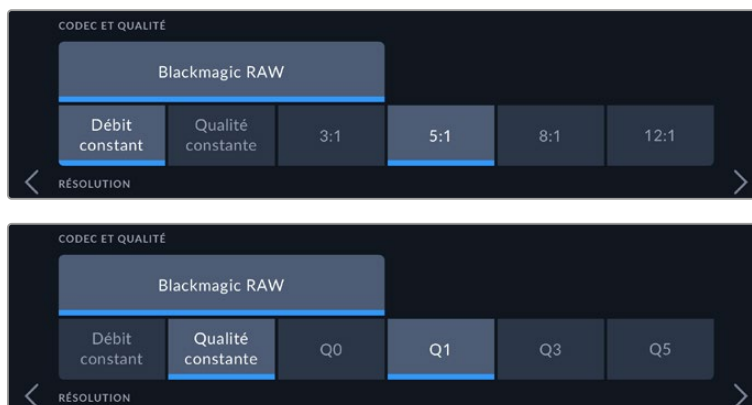 CODEC ET QUALITÉ
Blackmagic RAW
Débit constant
Qualité constante
3:1
5:1
8:1
12:1
RÉSOLUTION
CODEC ET QUALITÉ
Blackmagic RAW
Débit constant
Qualité constante
Q0
Q1
Q3
Q5
RÉSOLUTION